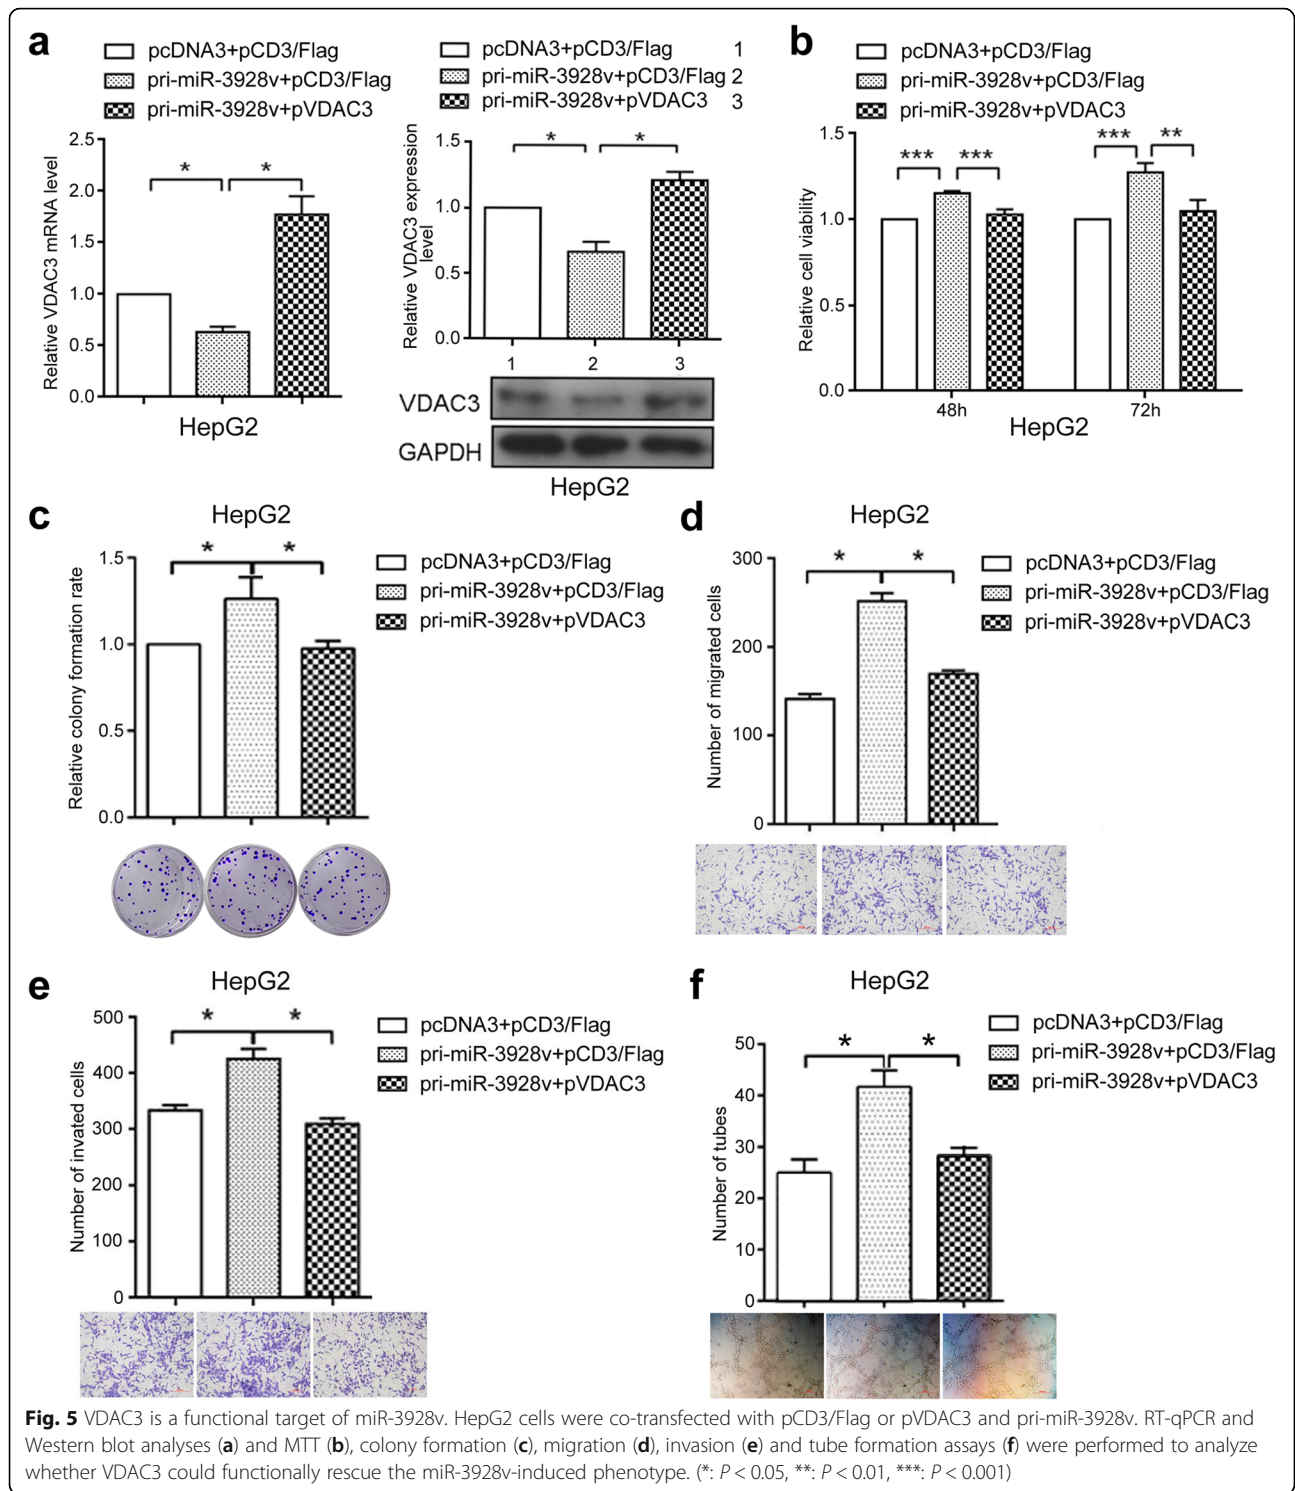 a
pcDNA3+pCD3/Flag
pri-miR-3928v+pCD3/Flag
pri-miR-3928v+pVDAC3
2.5
2.0
1.5
1.0
0.5
0.0
Relative VDAC3 mRNA level
* *
HepG2
pcDNA3+pCD3/Flag 1
pri-miR-3928v+pCD3/Flag 2
pri-miR-3928v+pVDAC3 3
1.5
1.0
0.5
0.0
Relative VDAC3 expression
level
* *
1 2 3
VDAC3
GAPDH
HepG2
b
pcDNA3+pCD3/Flag
pri-miR-3928v+pCD3/Flag
pri-miR-3928v+pVDAC3
1.5
1.0
0.5
0.0
Relative cell viability
*** *** *** **
48h 72h
HepG2
c
HepG2
1.5
1.0
0.5
0.0
Relative colony formation rate
* *
pcDNA3+pCD3/Flag
pri-miR-3928v+pCD3/Flag
pri-miR-3928v+pVDAC3
d
HepG2
300
200
100
0
Number of migrated cells
* *
pcDNA3+pCD3/Flag
pri-miR-3928v+pCD3/Flag
pri-miR-3928v+pVDAC3
e
HepG2
500
400
300
200
100
0
Number of invated cells
* *
pcDNA3+pCD3/Flag
pri-miR-3928v+pCD3/Flag
pri-miR-3928v+pVDAC3
f
HepG2
50
40
30
20
10
0
Number of tubes
* *
pcDNA3+pCD3/Flag
pri-miR-3928v+pCD3/Flag
pri-miR-3928v+pVDAC3
Fig. 5 VDAC3 is a functional target of miR-3928v. HepG2 cells were co-transfected with pCD3/Flag or pVDAC3 and pri-miR-3928v. RT-qPCR and
Western blot analyses (a) and MTT (b), colony formation (c), migration (d), invasion (e) and tube formation assays (f) were performed to analyze
whether VDAC3 could functionally rescue the miR-3928v-induced phenotype. (*: P < 0.05, **: P < 0.01, ***: P < 0.001)